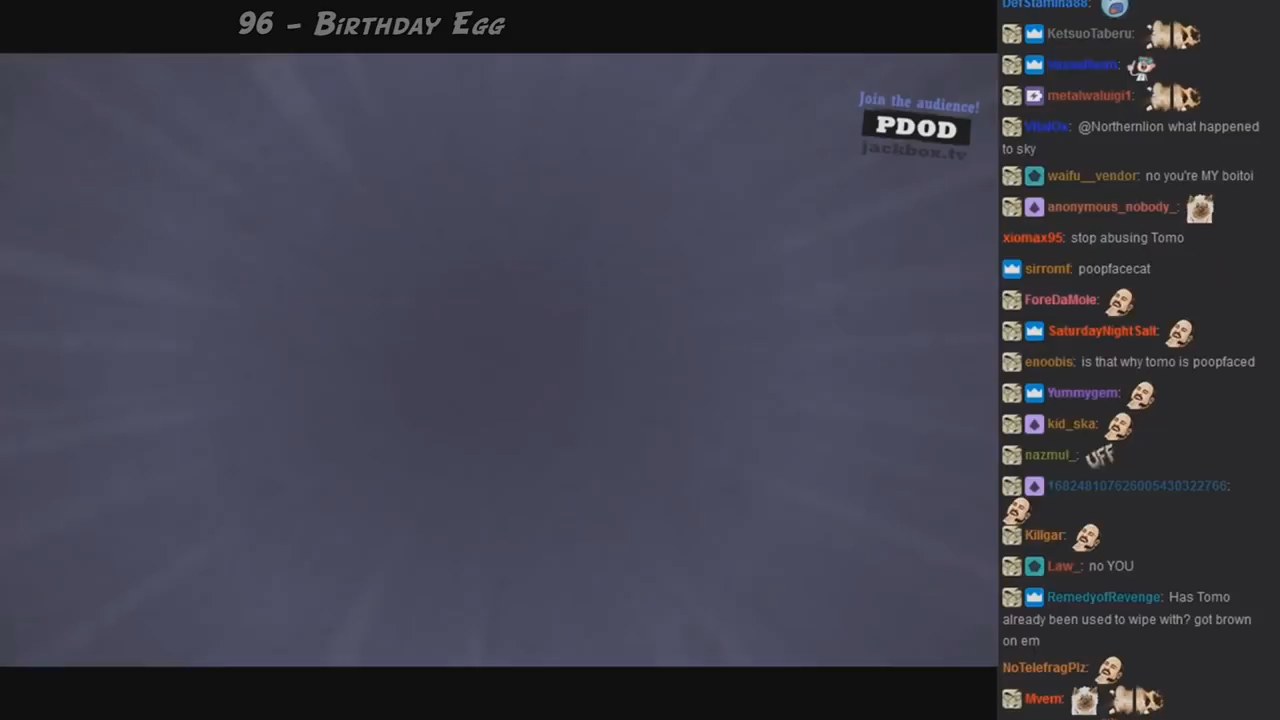 96 - Birthday Egg
Join the audience!
PDOD
jackbox.tv
DefStamina88:
KetsuoTaberu:
metalwaluigi1:
@Northernlion what happened
to sky
waifu__vendor: no you're MY boitoi
anonymous_nobody_:
xiomax95: stop abusing Tomo
sirromf: poopfacecat
ForeDaMole:
SaturdayNightSalt:
enoobis: is that why tomo is poopfaced
Yummygem:
kid_ska:
nazmul_: UFF
168248107626005430322766:
Killgar:
Law_: no YOU
RemedyofRevenge: Has Tomo
already been used to wipe with? got brown
on em
NoTelefragPlz:
Mvern: